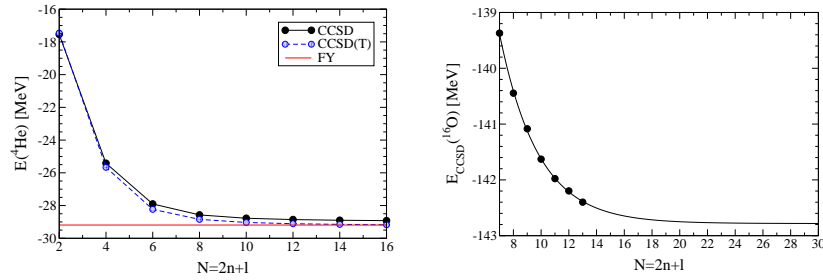 -16
-18
-20
-22
-24
-26
-28
-30
E(⁴He) [MeV]
CCSD
CCSD(T)
FY
2 4 6 8 10 12 14 16
N=2n+l
-139
-140
-141
-142
-143
E_CCSD(¹⁶O) [MeV]
8 10 12 14 16 18 20 22 24 26 28 30
N=2n+l